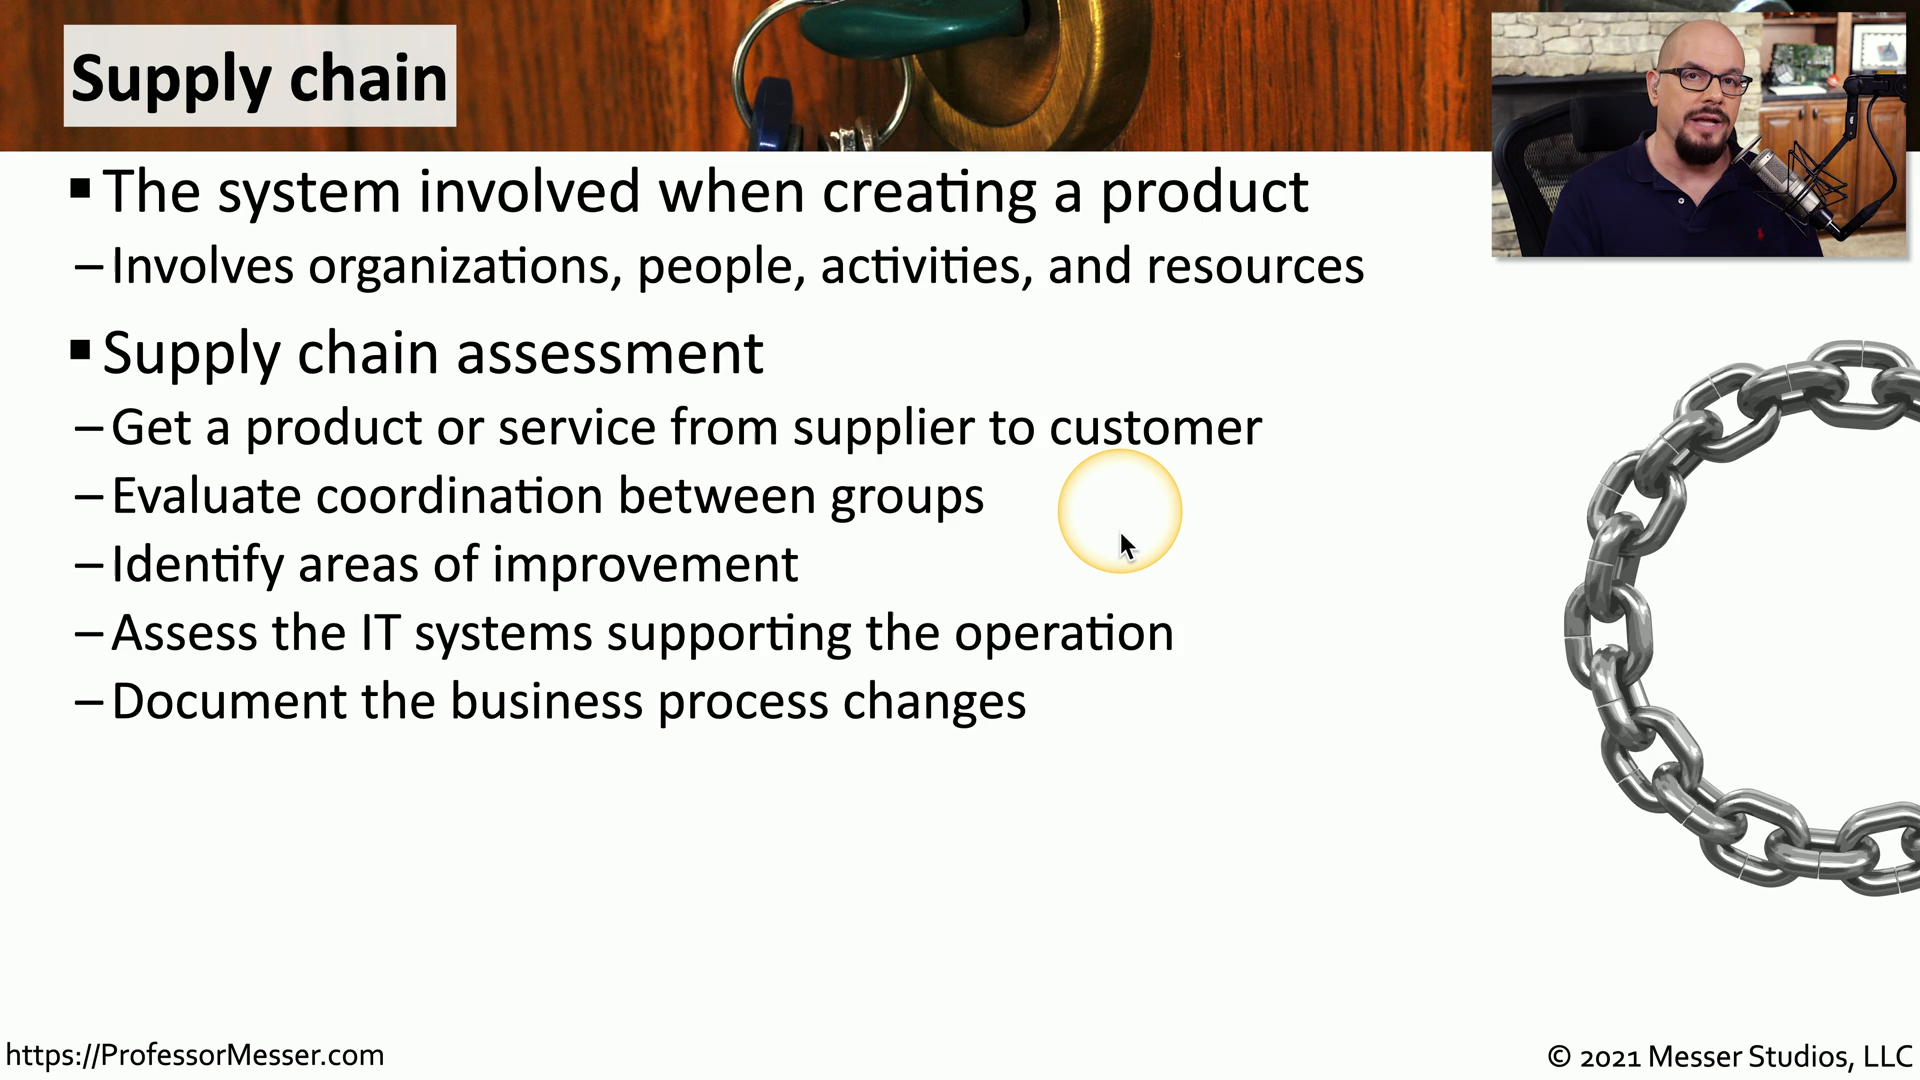 Supply chain
▪ The system involved when creating a product
– Involves organizations, people, activities, and resources
▪ Supply chain assessment
– Get a product or service from supplier to customer
– Evaluate coordination between groups
– Identify areas of improvement
– Assess the IT systems supporting the operation
– Document the business process changes
https://ProfessorMesser.com
© 2021 Messer Studios, LLC